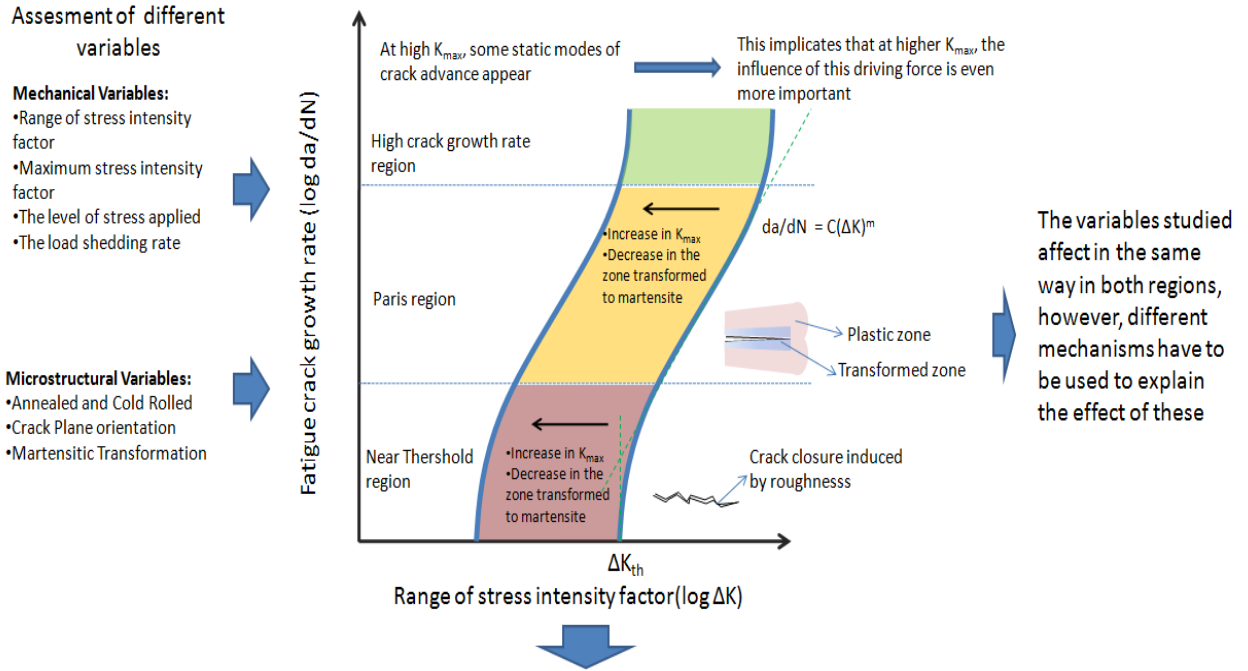 Assesment of different
variables
Mechanical Variables:
•Range of stress intensity
factor
•Maximum stress intensity
factor
•The level of stress applied
•The load shedding rate
Microstructural Variables:
•Annealed and Cold Rolled
•Crack Plane orientation
•Martensitic Transformation
Fatigue crack growth rate (log da/dN)
At high Kmax, some static modes of
crack advance appear
This implicates that at higher Kmax, the
influence of this driving force is even
more important
High crack growth rate
region
da/dN = C(ΔK)^m
•Increase in Kmax
•Decrease in the
zone transformed
to martensite
Paris region
Plastic zone
Transformed zone
Near Thershold
region
•Increase in Kmax
•Decrease in the
zone transformed
to martensite
Crack closure induced
by roughnesss
ΔKth
Range of stress intensity factor(log ΔK)
The variables studied
affect in the same
way in both regions,
however, different
mechanisms have to
be used to explain
the effect of these